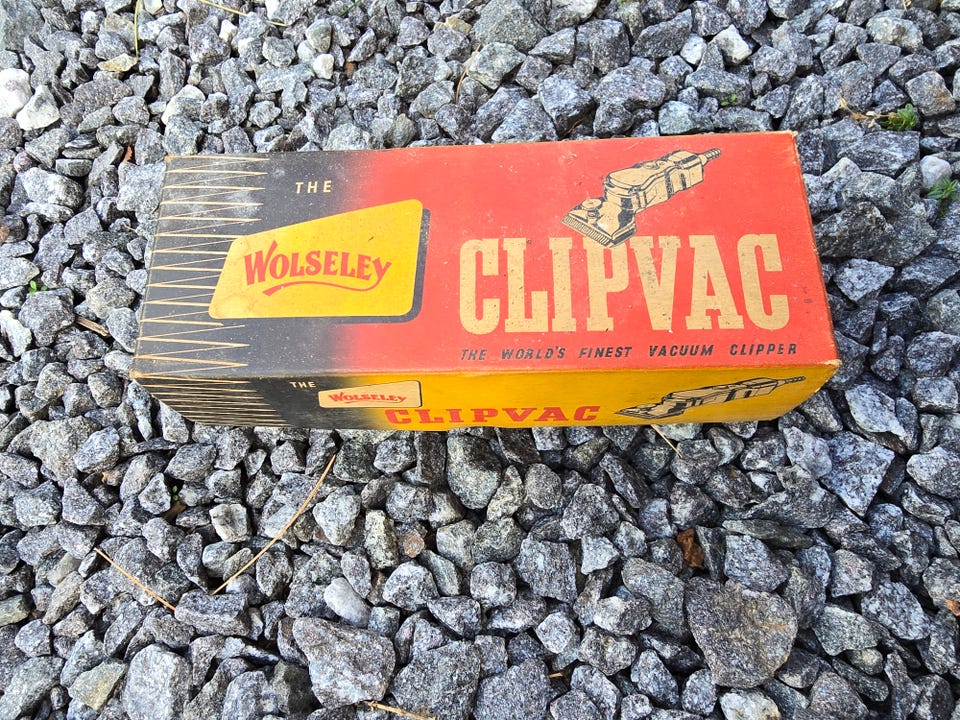 THE
WOLSELEY
CLIPVAC
THE WORLD'S FINEST VACUUM CLIPPER
THE
WOLSELEY
CLIPVAC